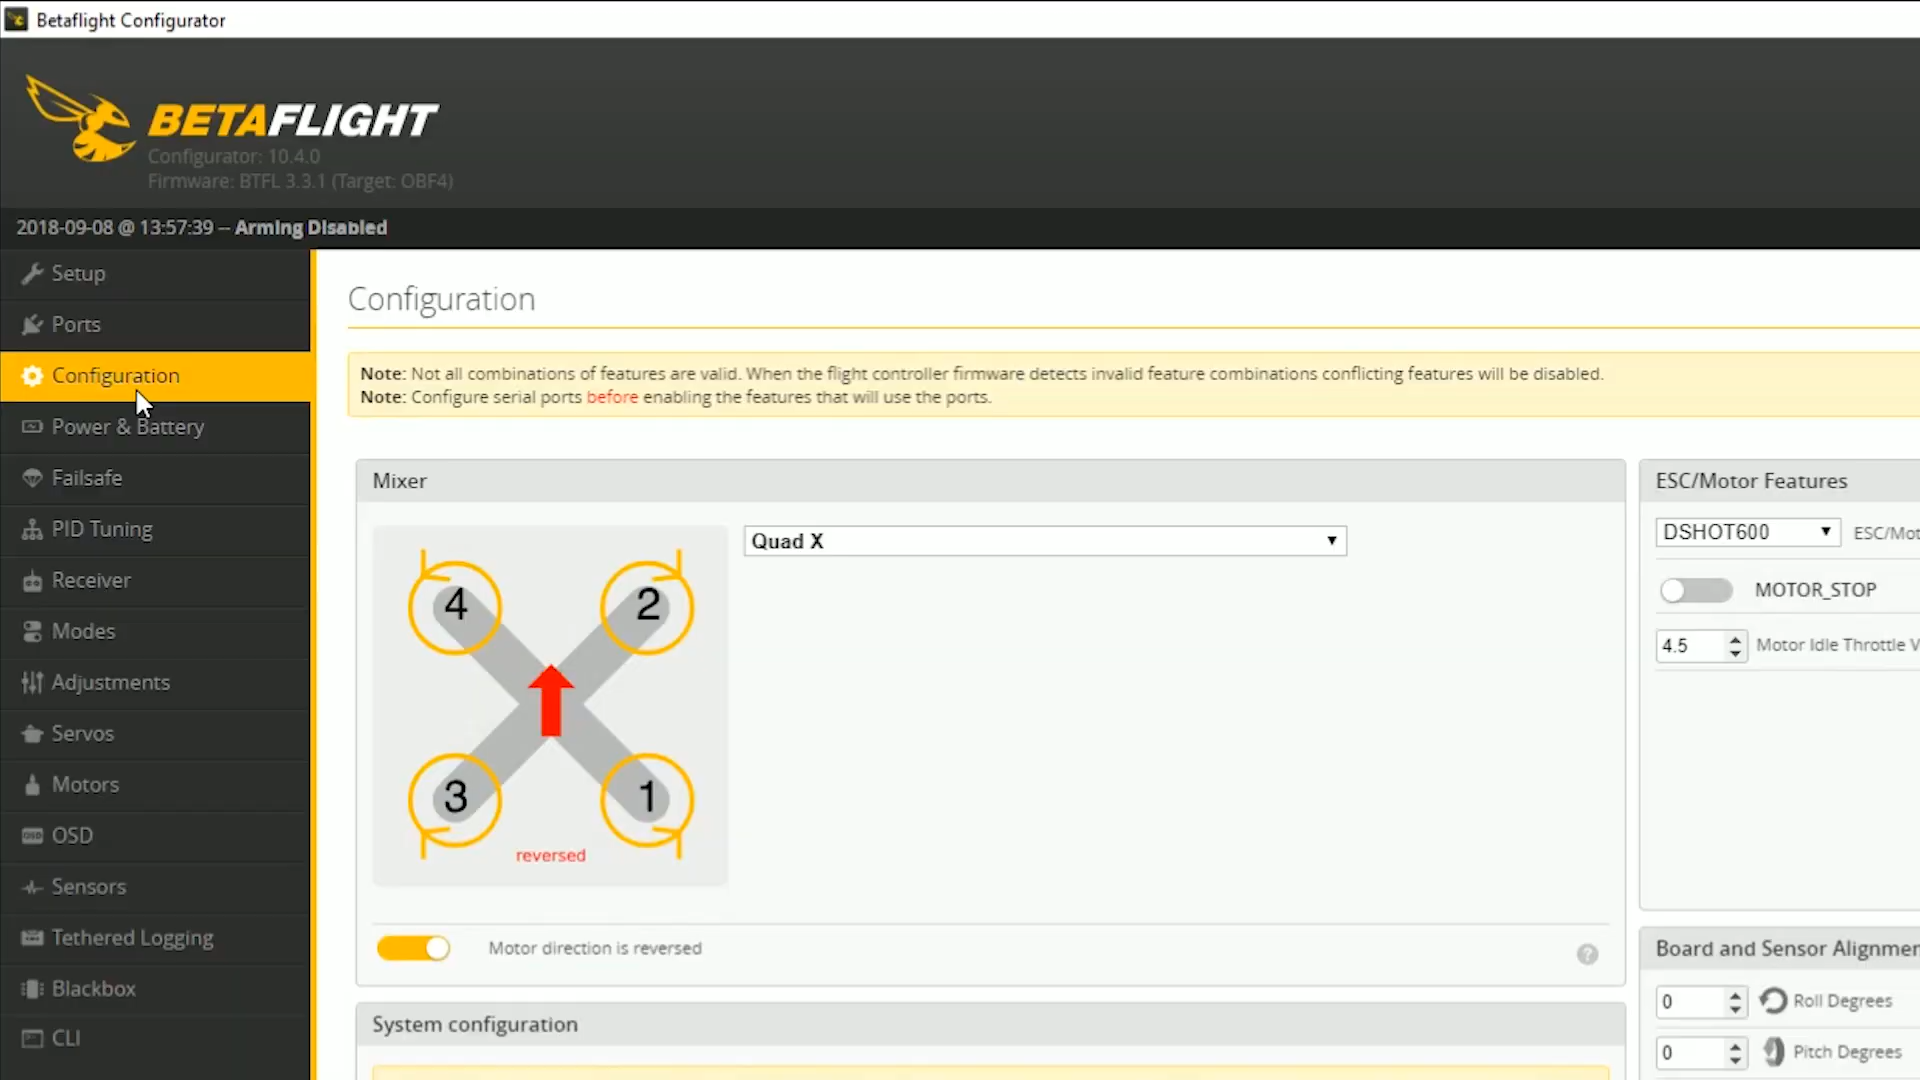 Betaflight Configurator
BETAFLIGHT
Configurator: 10.4.0
Firmware: BTFL 3.3.1 (Target: OBF4)
2018-09-08 @ 13:57:39 -- Arming Disabled
Setup
Ports
Configuration
Power & Battery
Failsafe
PID Tuning
Receiver
Modes
Adjustments
Servos
Motors
OSD
Sensors
Tethered Logging
Blackbox
CLI
Configuration
Note: Not all combinations of features are valid. When the flight controller firmware detects invalid feature combinations conflicting features will be disabled.
Note: Configure serial ports before enabling the features that will use the ports.
Mixer
Quad X
4
2
3
1
reversed
Motor direction is reversed
?
System configuration
ESC/Motor Features
DSHOT600
ESC/Mot
MOTOR_STOP
4.5
Motor Idle Throttle V
Board and Sensor Alignmen
0
Roll Degrees
0
Pitch Degrees